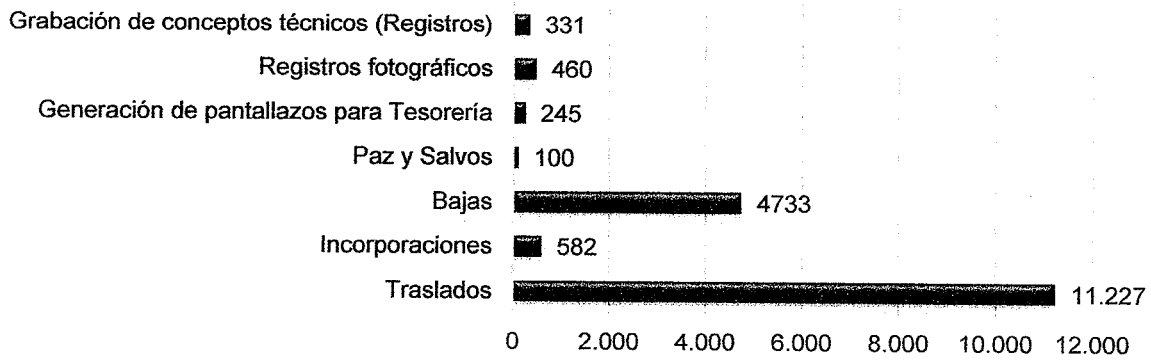 Grabación de conceptos técnicos (Registros) 331
Registros fotográficos 460
Generación de pantallazos para Tesorería 245
Paz y Salvos 100
Bajas 4733
Incorporaciones 582
Traslados 11.227
0 2.000 4.000 6.000 8.000 10.000 12.000